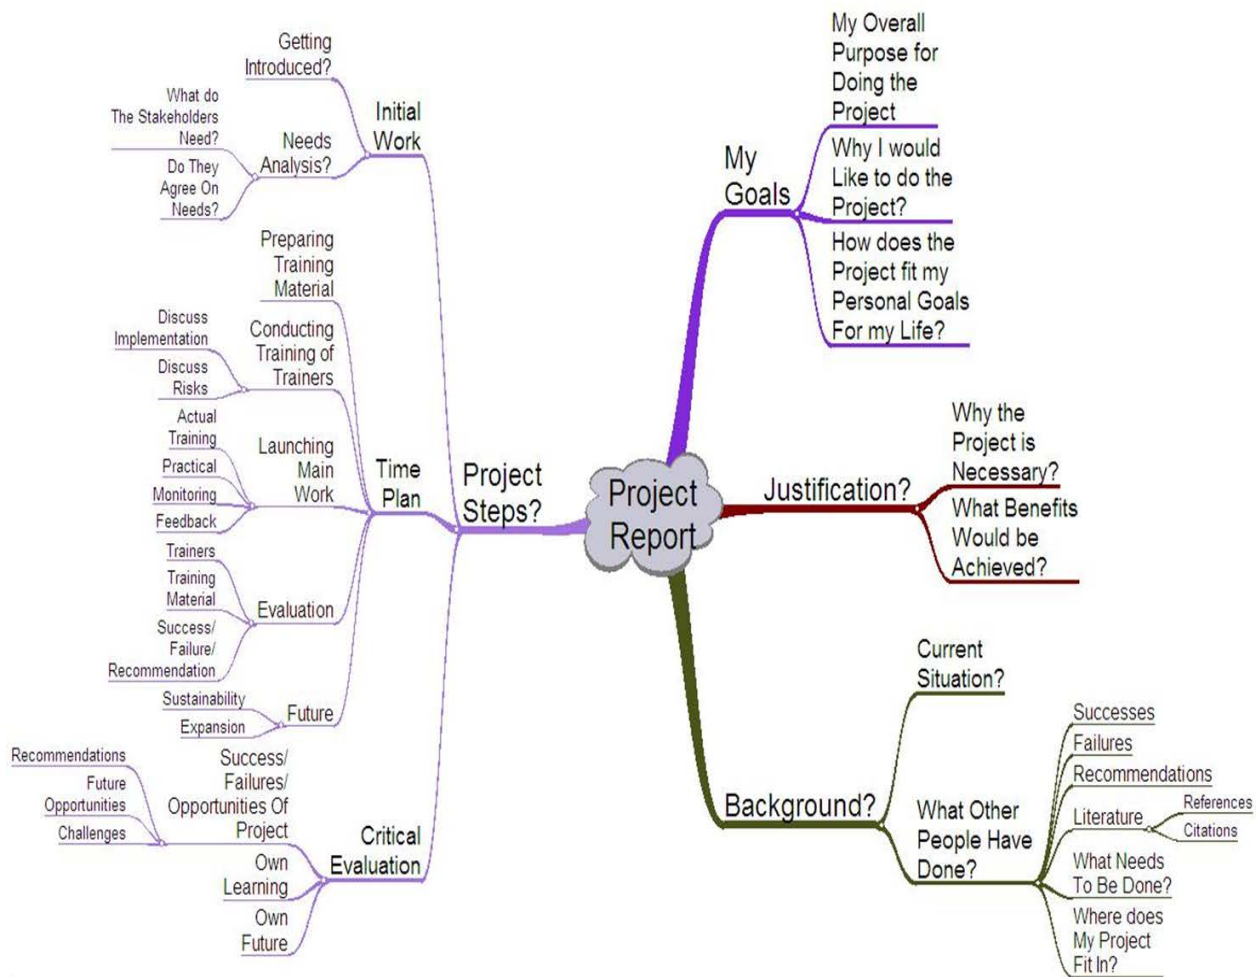 Project
Report
My
Goals
My Overall
Purpose for
Doing the
Project
Why I would
Like to do the
Project?
How does the
Project fit my
Personal Goals
For my Life?
Justification?
Why the
Project is
Necessary?
What Benefits
Would be
Achieved?
Background?
Current
Situation?
What Other
People Have
Done?
Successes
Failures
Recommendations
Literature
References
Citations
What Needs
To Be Done?
Where does
My Project
Fit In?
Project
Steps?
Initial
Work
Getting
Introduced?
Needs
Analysis?
What do
The Stakeholders
Need?
Do They
Agree On
Needs?
Time
Plan
Preparing
Training
Material
Conducting
Training of
Trainers
Discuss
Implementation
Discuss
Risks
Launching
Main
Work
Actual
Training
Practical
Monitoring
Feedback
Evaluation
Trainers
Training
Material
Success/
Failure/
Recommendation
Future
Sustainability
Expansion
Critical
Evaluation
Success/
Failures/
Opportunities Of
Project
Recommendations
Future
Opportunities
Challenges
Own
Learning
Own
Future